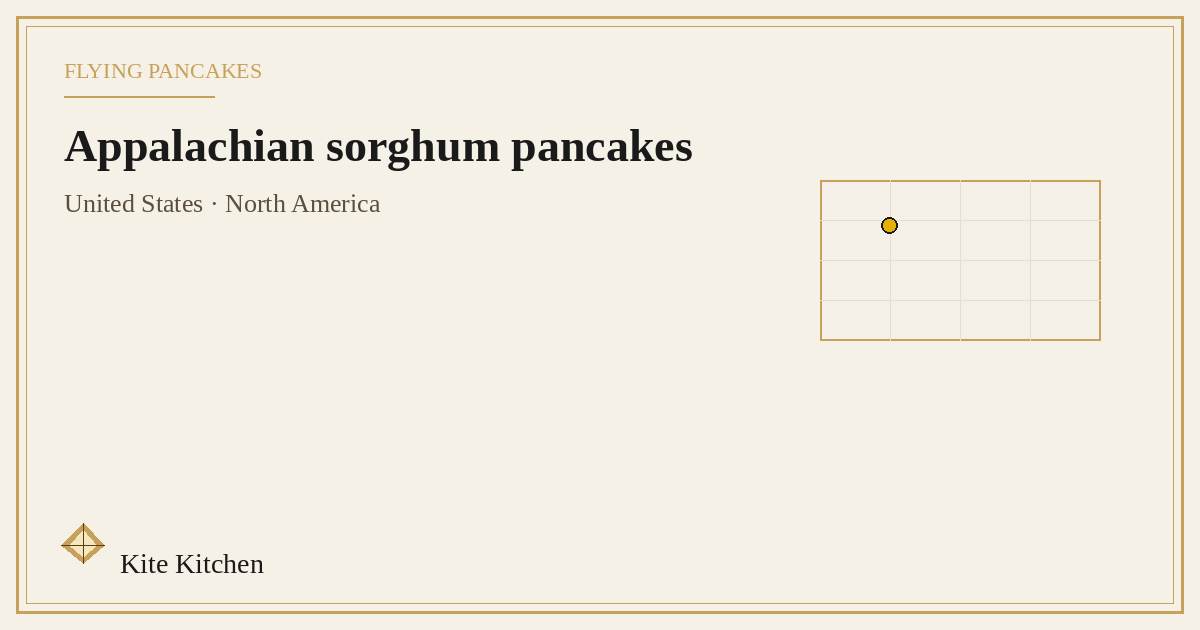 FLYING PANCAKES
Appalachian sorghum pancakes
United States · North America
Kite Kitchen